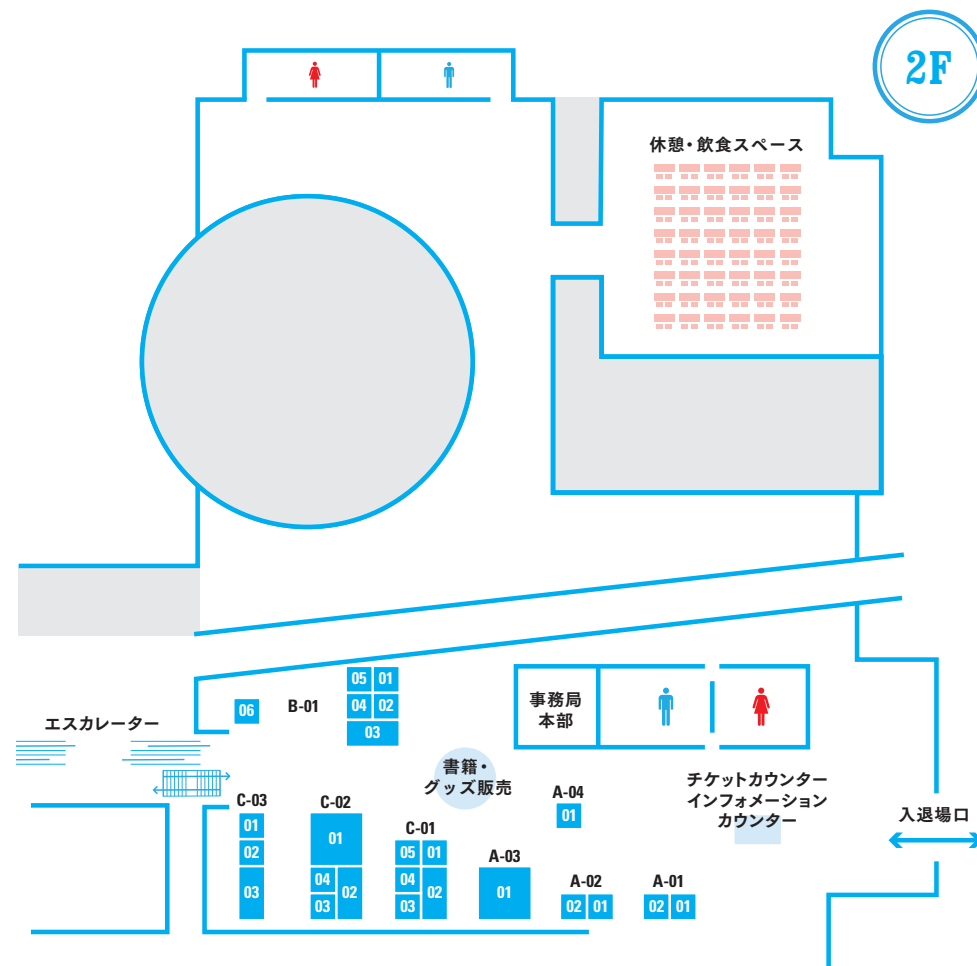 2F
休憩・飲食スペース
05 01
06 B-01 04 02
03
事務局
本部
エスカレーター
書籍・
グッズ販売
チケットカウンター
インフォメーション
カウンター
入退場口
C-03
01
02
03
C-02
01
04 02
03
C-01
05 01
04 02
03
A-03
01
A-04
01
A-02
02 01
A-01
02 01